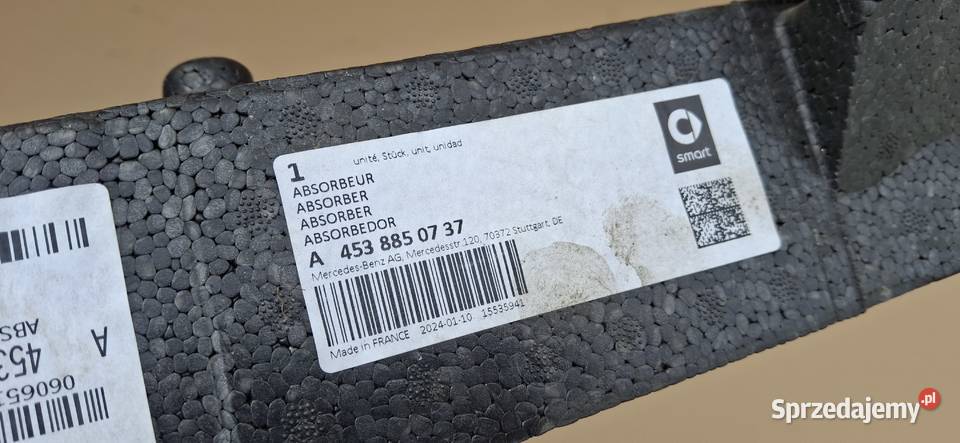 1 unité, Stück, unit, unidad
ABSORBEUR
ABSORBER
ABSORBER
ABSORBEDOR
A 453 885 07 37
Mercedes-Benz AG, Mercedesstr.120, 70372 Stuttgart. DE
Made in FRANCE 2024-01-10 15535941
smart
A
453
ABS
06065
Sprzedajemy.pl